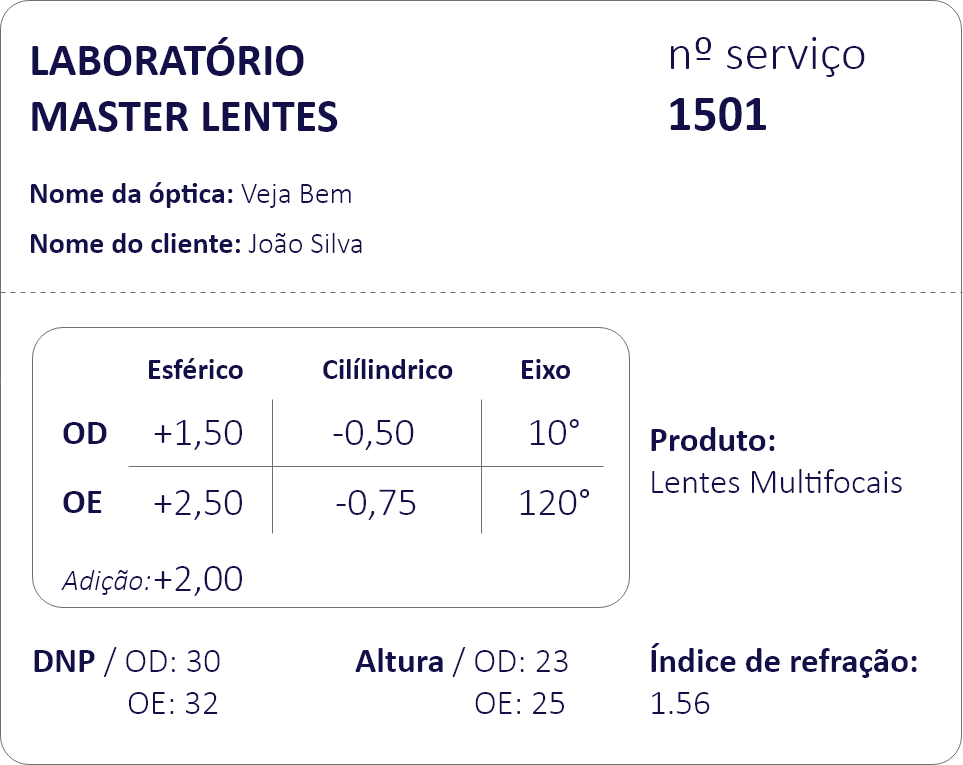 LABORATÓRIO
MASTER LENTES
nº serviço
1501
Nome da óptica: Veja Bem
Nome do cliente: João Silva
Esférico Cilílindrico Eixo
OD +1,50 -0,50 10°
OE +2,50 -0,75 120°
Adição:+2,00
Produto:
Lentes Multifocais
DNP / OD: 30
OE: 32
Altura / OD: 23
OE: 25
Índice de refração:
1.56